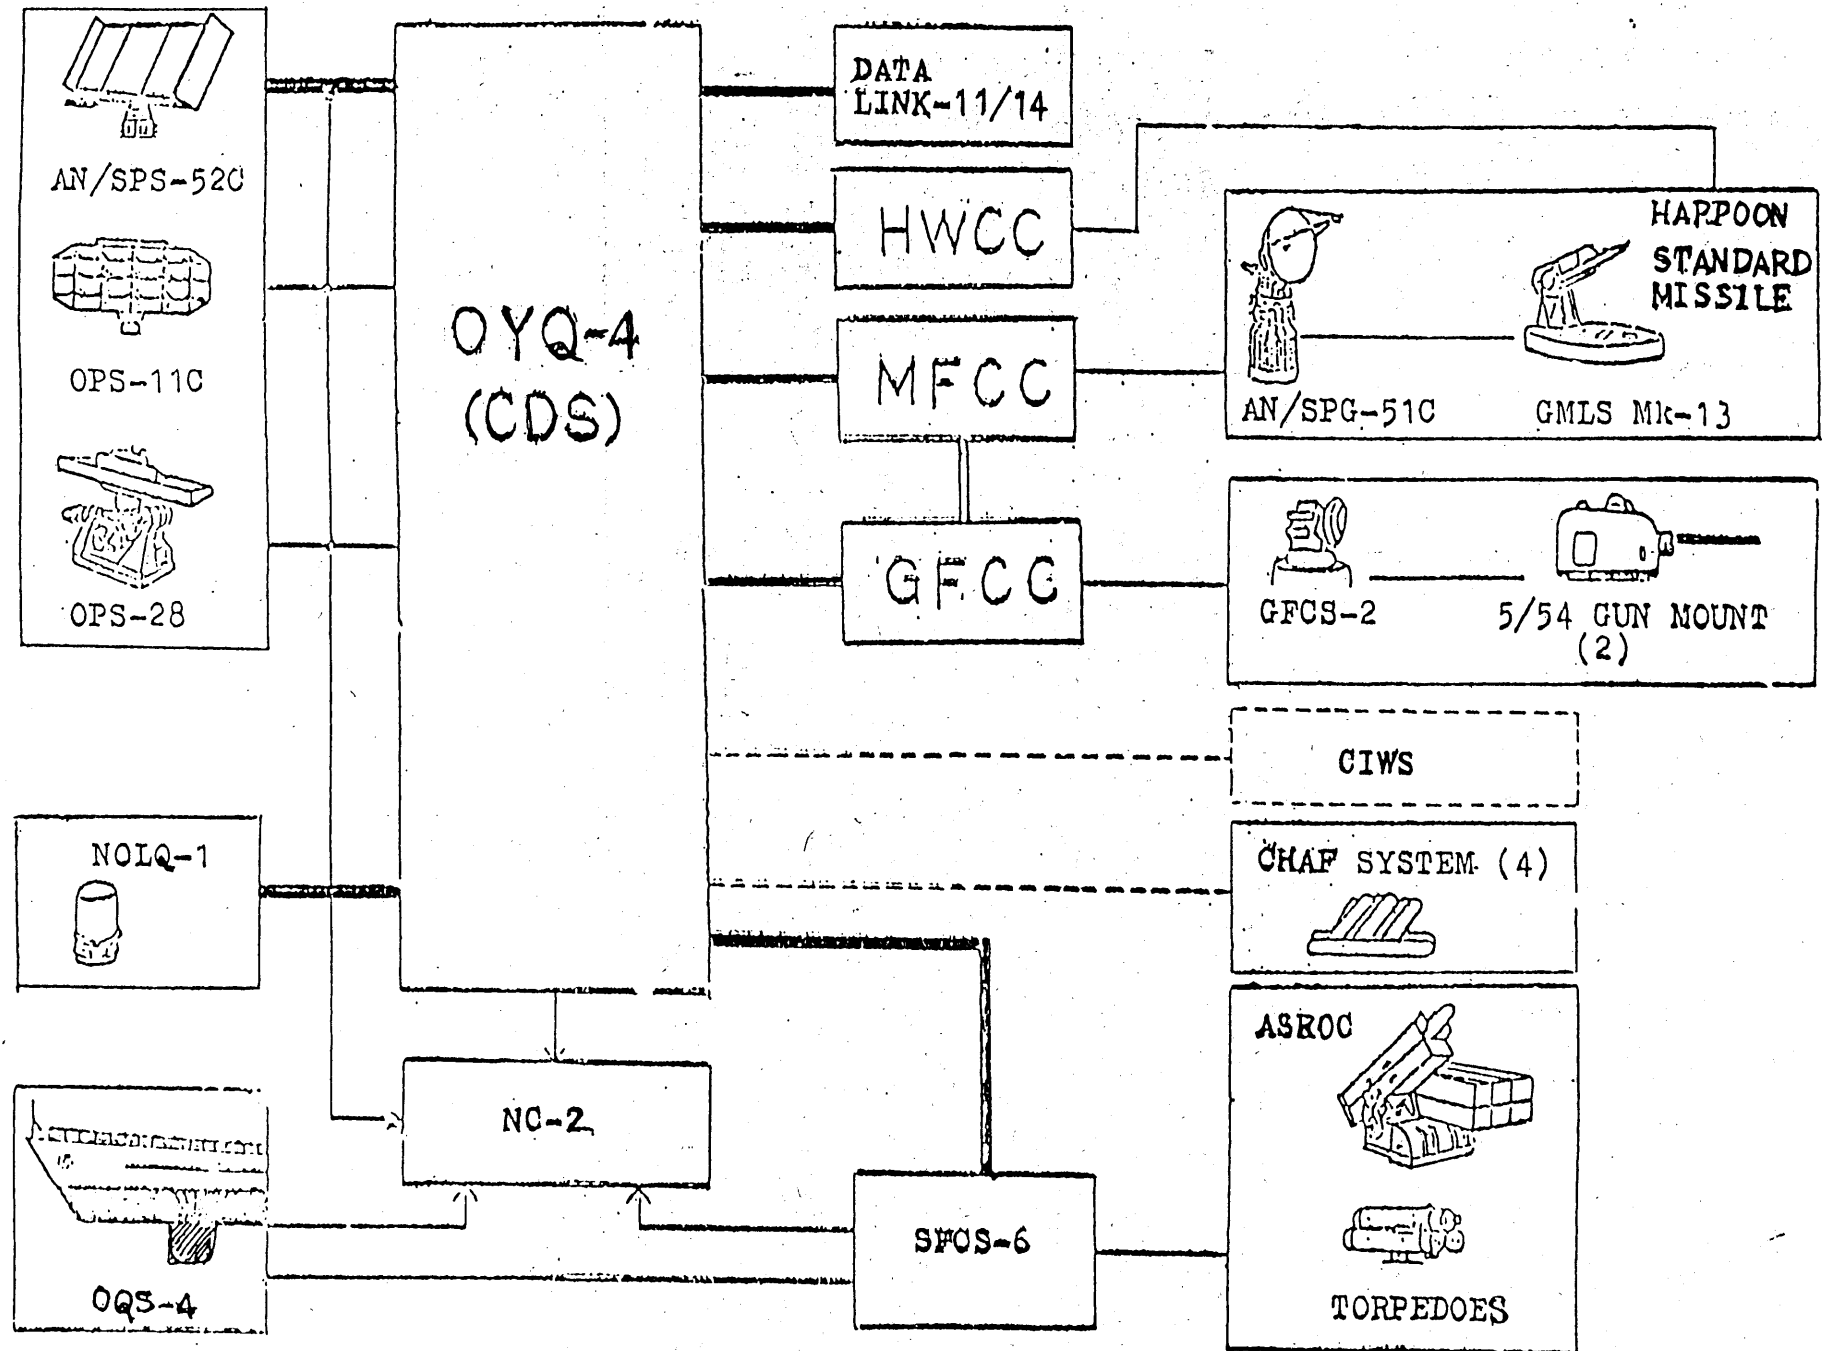 AN/SPS-52C
OPS-11C
OPS-28
NOLQ-1
OQS-4
OYQ-4
(CDS)
NC-2
DATA
LINK-11/14
HWCC
MFCC
GFCC
SFCS-6
HARPOON
STANDARD
MISSILE
AN/SPG-51C
GMLS Mk-13
GFCS-2
5/54 GUN MOUNT
(2)
CIWS
CHAF SYSTEM (4)
ASROC
TORPEDOES